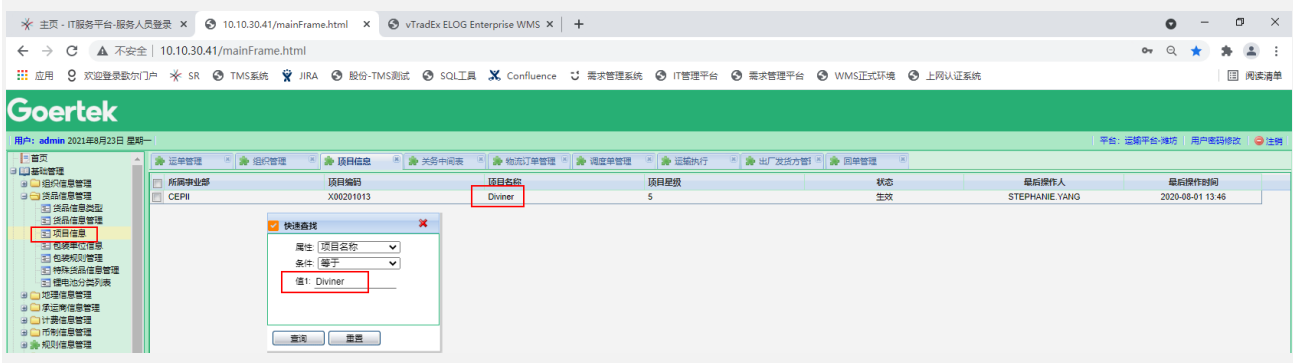 主页 - IT服务平台-服务人员登录
10.10.30.41/mainFrame.html
vTradEx ELOG Enterprise WMS
不安全 | 10.10.30.41/mainFrame.html
应用 欢迎登录歌尔门户 SR TMS系统 JIRA 股份-TMS测试 SQL工具 Confluence 需求管理系统 IT管理平台 需求管理平台 WMS正式环境 上网认证系统 阅读清单
Goertek
用户: admin 2021年8月23日 星期一
平台: 运输平台-潍坊 用户密码修改 注销
首页
基础管理
组织信息管理
货品信息管理
货品信息类型
货品信息管理
项目信息
包装单位信息
包装规则管理
特殊货品信息管理
锂电池分类列表
地理信息管理
承运商信息管理
计费信息管理
币制信息管理
规则信息管理
运单管理 组织管理 项目信息 关务中间表 物流订单管理 调度单管理 运输执行 出厂发货方管 回单管理
所属事业部 项目编码 项目名称 项目星级 状态 最后操作人 最后操作时间
CEPII X00201013 Diviner 5 生效 STEPHANIE.YANG 2020-08-01 13:46
快速查找
属性: 项目名称
条件: 等于
值1: Diviner
查询 重置